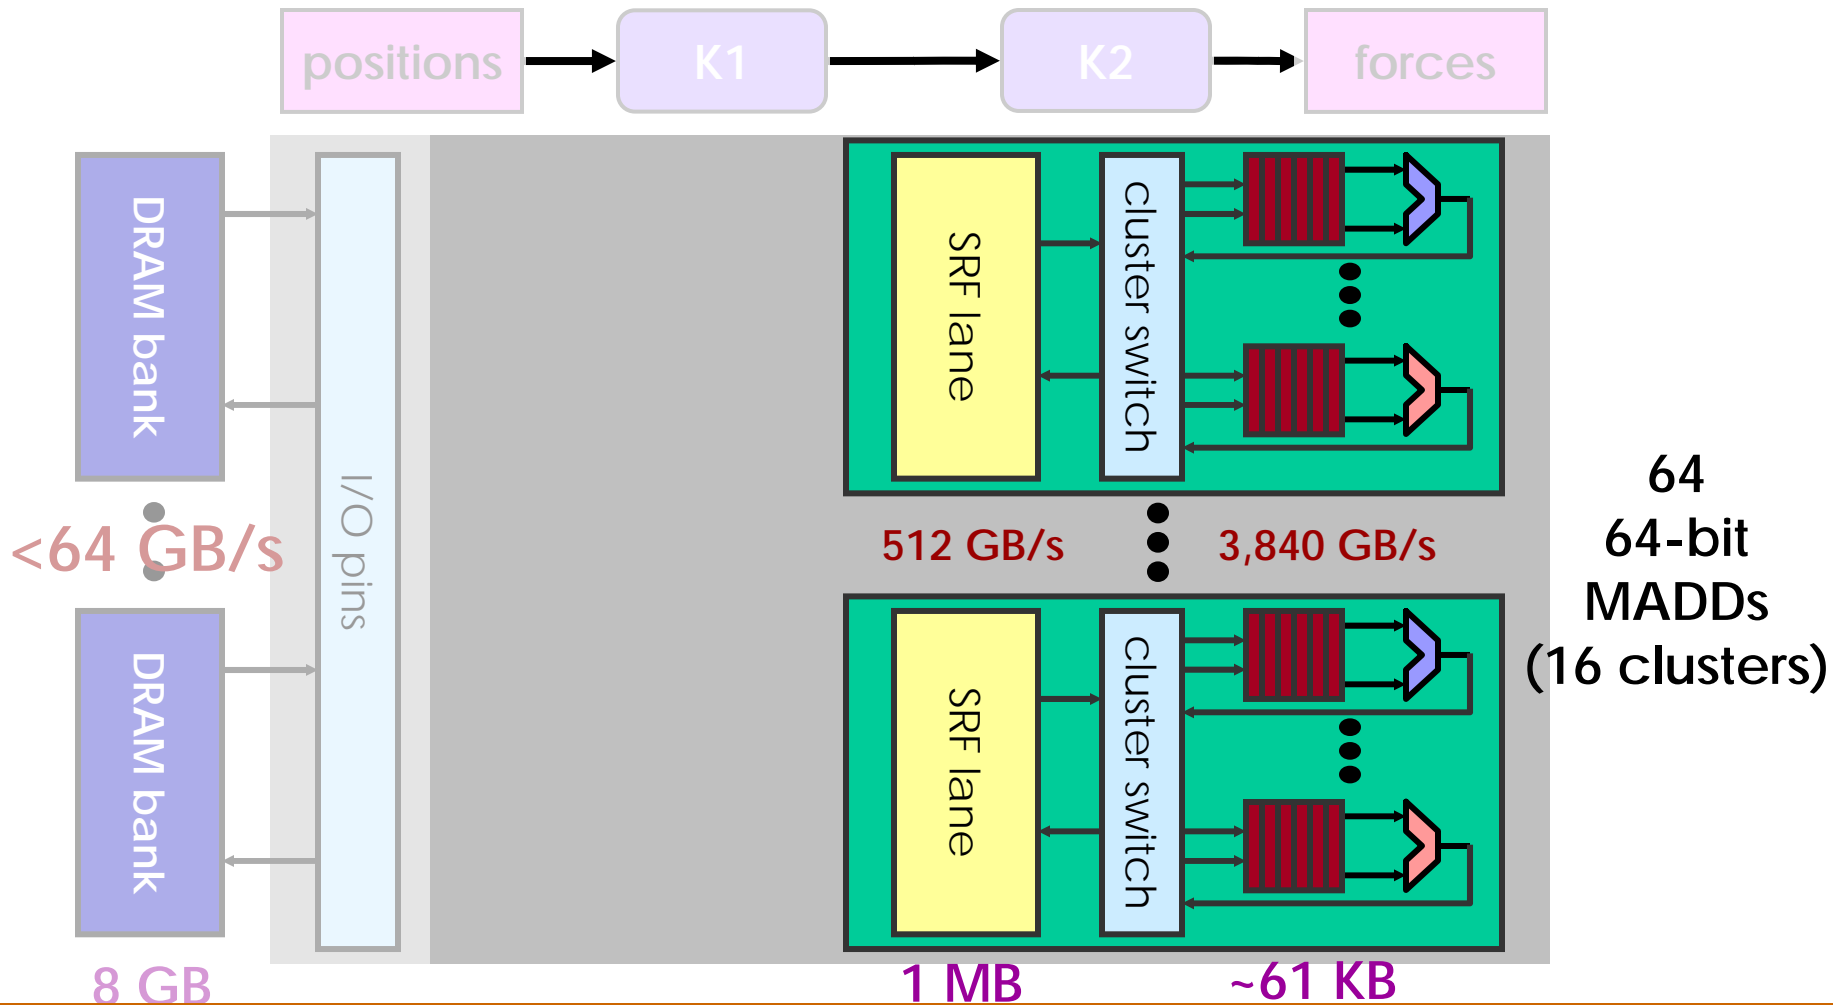 positions
K1
K2
forces
DRAM bank
I/O pins
SRF lane
Cluster switch
<64 GB/s
512 GB/s
3,840 GB/s
64
64-bit
MADDs
(16 clusters)
DRAM bank
SRF lane
Cluster switch
8 GB
1 MB
~61 KB